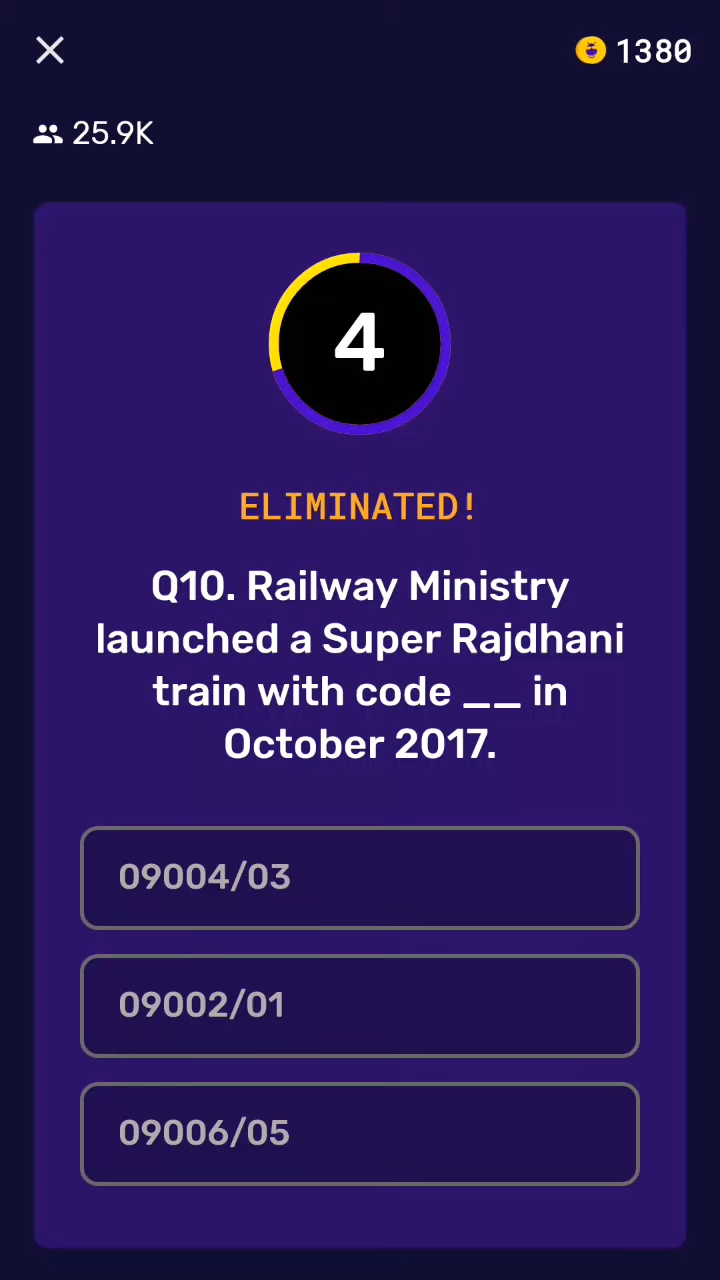 1380
25.9K
4
ELIMINATED!
Q10. Railway Ministry
launched a Super Rajdhani
train with code __ in
October 2017.
09004/03
09002/01
09006/05